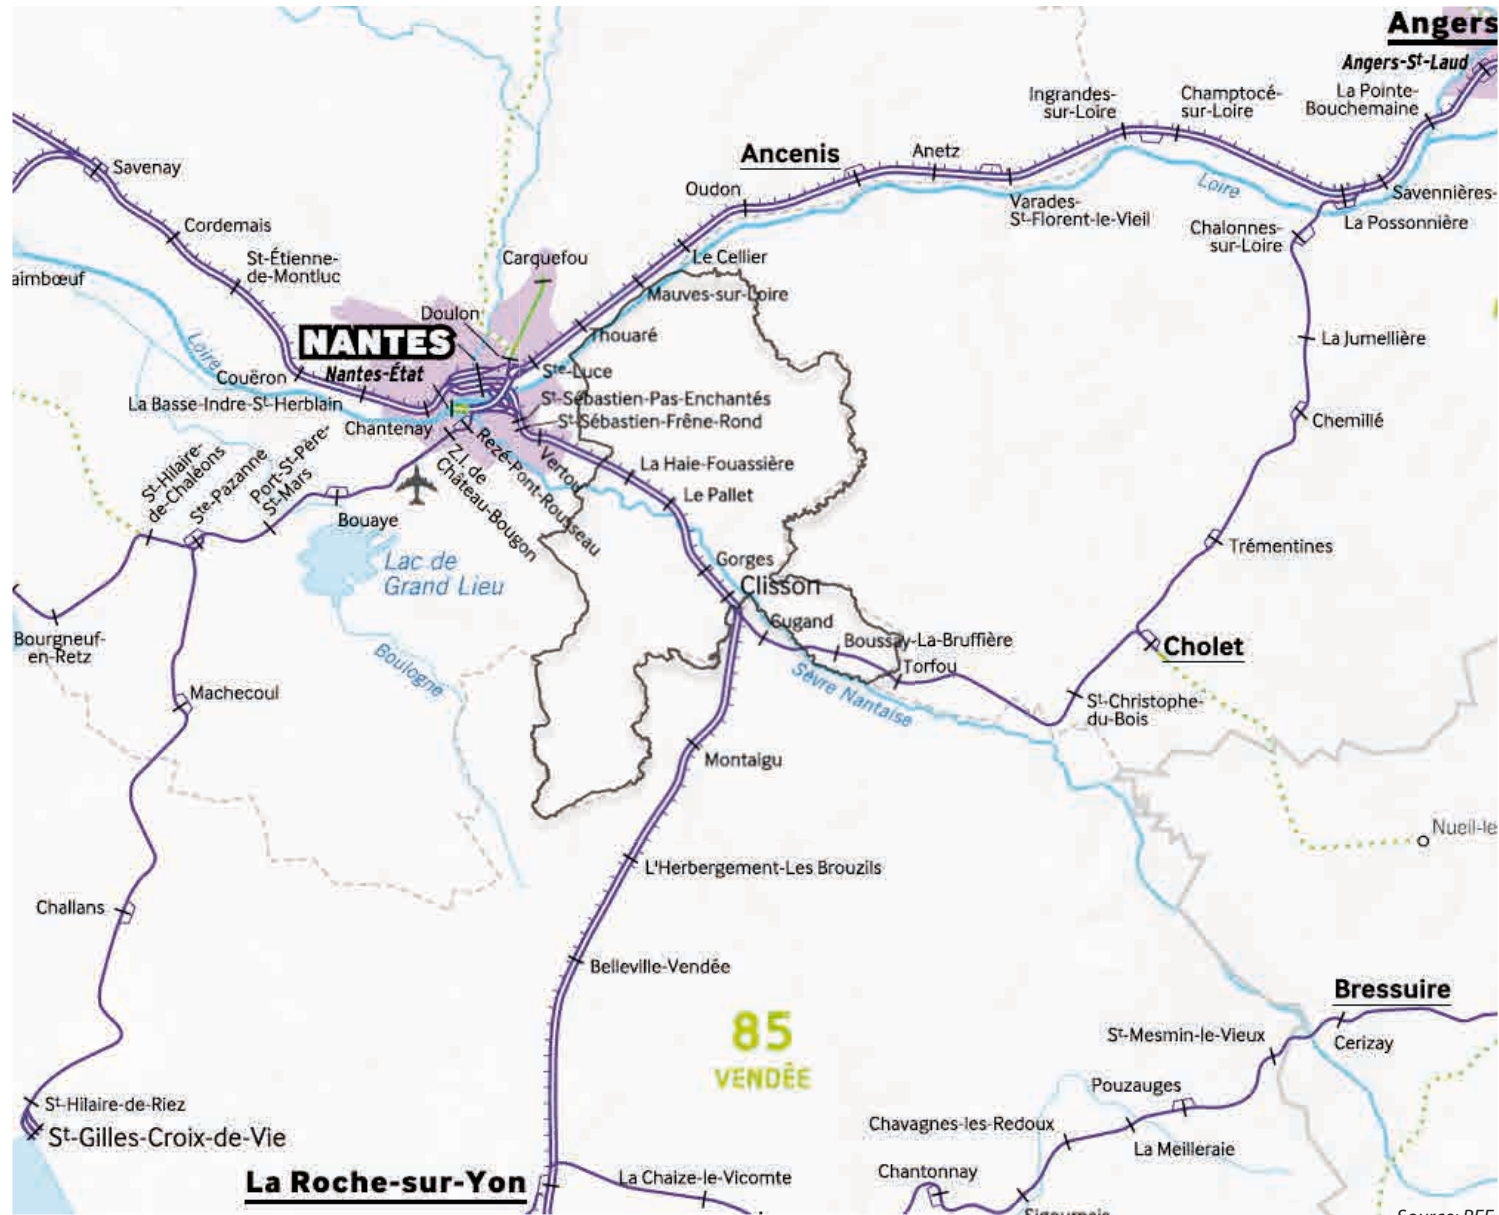 Angers
Angers-St-Laud
La Pointe-
Bouchemaine
Ingrandes-
sur-Loire
Champtocé-
sur-Loire
Ancenis
Anetz
Savenay
Oudon
Varades-
St-Florent-le-Vieil
Loire
Savennières-
La Possonnière
Chalonnes-
sur-Loire
Cordemais
St-Étienne-
de-Montluc
Carquefou
Le Cellier
aimbœuf
Mauves-sur-Loire
Doulon
Thouaré
NANTES
Nantes-État
Loire
La Jumellière
Couëron
Ste-Luce
La Basse-Indre-St-Herblain
St-Sébastien-Pas-Enchantés
St-Sébastien-Frêne-Rond
Chantenay
Chemillé
Rezé-Pont-Rousseau
Vertou
Z.I. de
Château-Bougon
La Haie-Fouassière
Le Pallet
St-Hilaire-
de-Chaléons
Ste-Pazanne
Port-St-Père-
St-Mars
Bouaye
Trémentines
Lac de
Grand Lieu
Gorges
Clisson
Cugand
Boussay-La-Bruffière
Torfou
Bourgneuf-
en-Retz
Boulogne
Cholet
Sèvre Nantaise
Machecoul
St-Christophe-
du-Bois
Montaigu
Nueil-le
L'Herbergement-Les Brouzils
Challans
Belleville-Vendée
Bressuire
85
VENDÉE
St-Mesmin-le-Vieux
Cerizay
Pouzauges
St-Hilaire-de-Riez
St-Gilles-Croix-de-Vie
Chavagnes-les-Redoux
La Meilleraie
La Roche-sur-Yon
La Chaize-le-Vicomte
Chantonnay
Sigournais
Source: RFF